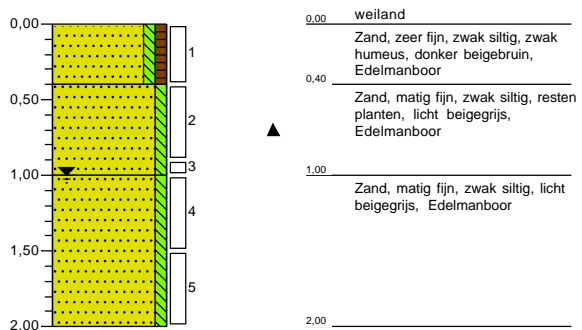 0,00
0,50
1,00
1,50
2,00
1
2
3
4
5
0,00
weiland
Zand, zeer fijn, zwak siltig, zwak
humeus, donker beigebruin,
Edelmanboor
0,40
Zand, matig fijn, zwak siltig, resten
planten, licht beigegrijs,
Edelmanboor
1,00
Zand, matig fijn, zwak siltig, licht
beigegrijs, Edelmanboor
2,00